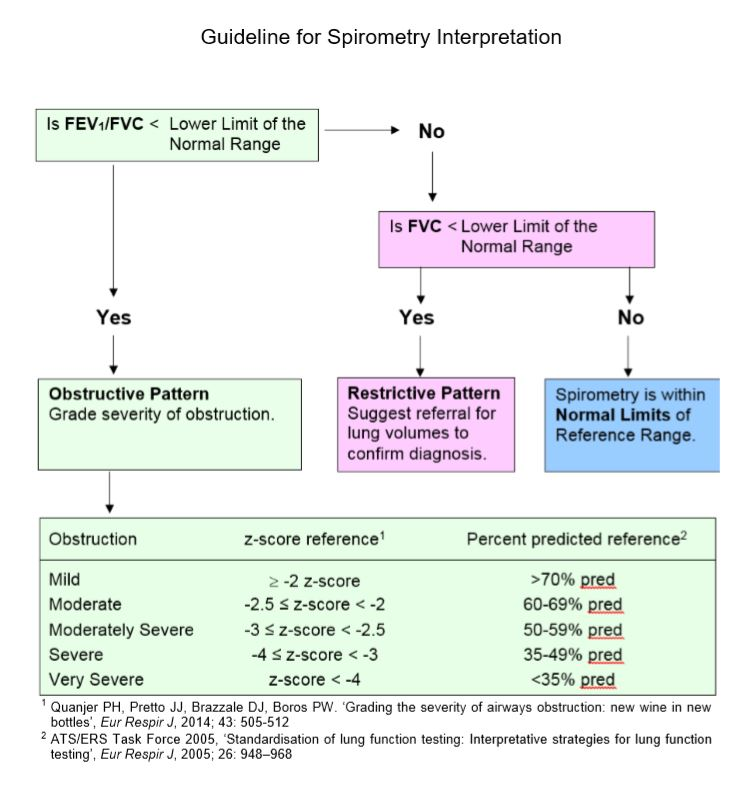 Guideline for Spirometry Interpretation
Is FEV₁/FVC < Lower Limit of the
Normal Range
No
Is FVC < Lower Limit of the
Normal Range
Yes
Yes
No
Obstructive Pattern
Grade severity of obstruction.
Restrictive Pattern
Suggest referral for
lung volumes to
confirm diagnosis.
Spirometry is within
Normal Limits of
Reference Range.
Obstruction z-score reference¹ Percent predicted reference²
Mild ≥ -2 z-score >70% pred
Moderate -2.5 ≤ z-score < -2 60-69% pred
Moderately Severe -3 ≤ z-score < -2.5 50-59% pred
Severe -4 ≤ z-score < -3 35-49% pred
Very Severe z-score < -4 <35% pred
¹ Quanjer PH, Pretto JJ, Brazzale DJ, Boros PW. ‘Grading the severity of airways obstruction: new wine in new
bottles’, Eur Respir J, 2014; 43: 505-512
² ATS/ERS Task Force 2005, ‘Standardisation of lung function testing: Interpretative strategies for lung function
testing’, Eur Respir J, 2005; 26: 948–968